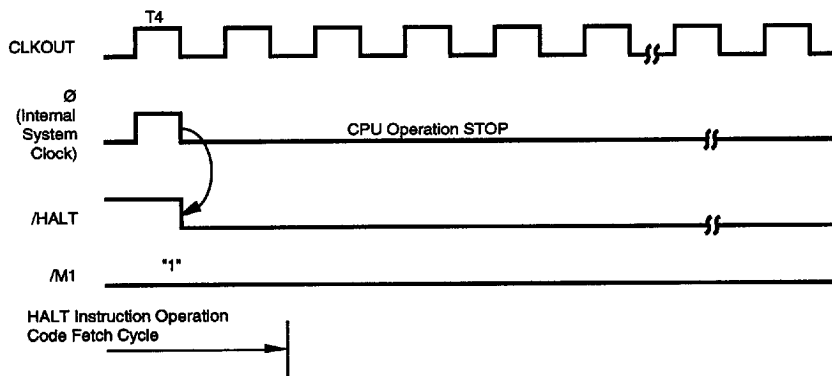 T4
CLKOUT
Ø
(Internal
System
Clock)
CPU Operation STOP
/HALT
/M1
"1"
HALT Instruction Operation
Code Fetch Cycle